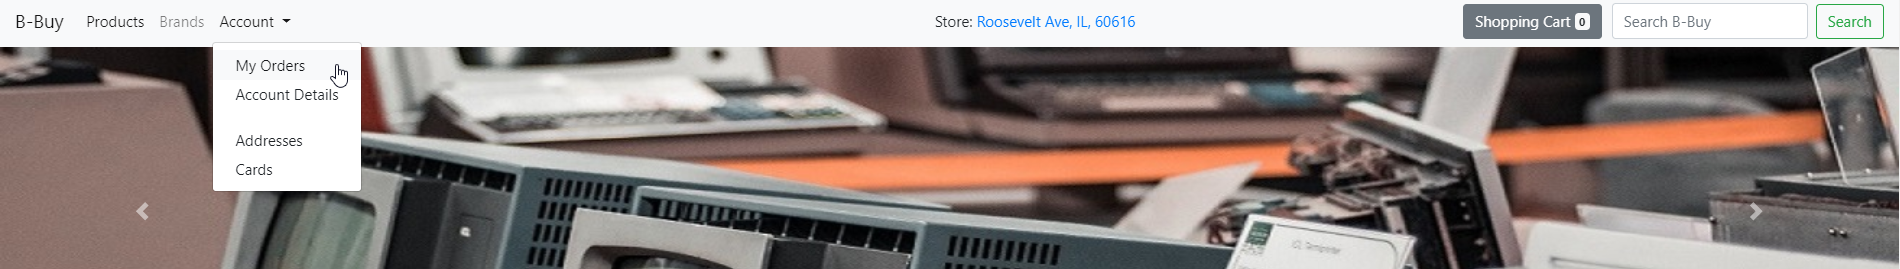 B-Buy Products Brands Account Store: Roosevelt Ave, IL, 60616 Shopping Cart 0 Search B-Buy Search
My Orders
Account Details
Addresses
Cards